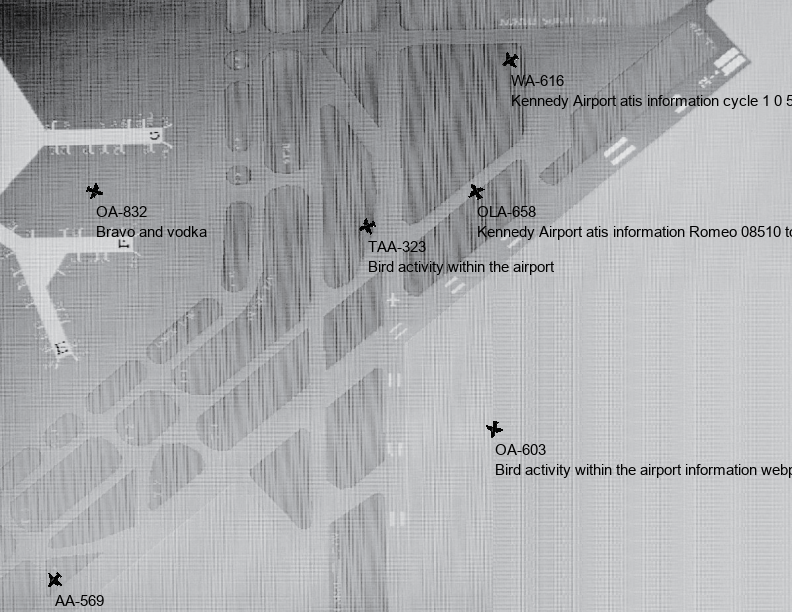 WA-616
Kennedy Airport atis information cycle 1 0 5
OA-832
Bravo and vodka
OLA-658
Kennedy Airport atis information Romeo 08510 to
TAA-323
Bird activity within the airport
OA-603
Bird activity within the airport information webp
AA-569